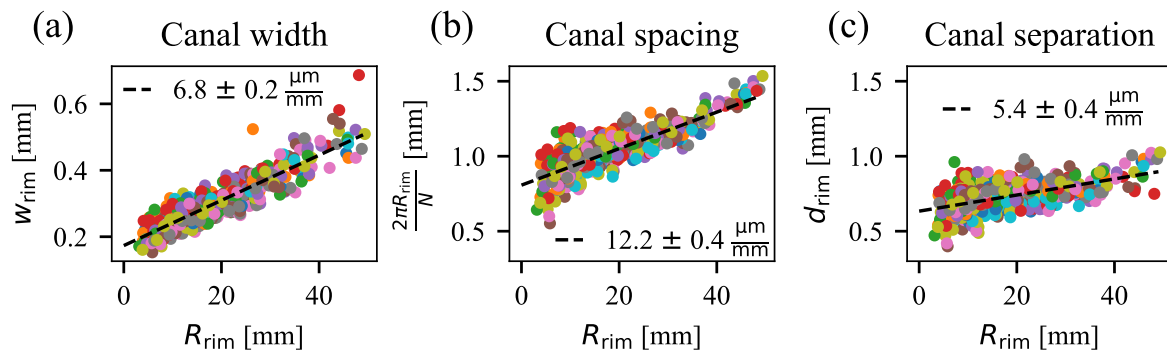 (a) Canal width
w_rim [mm]
0.6
0.4
0.2
6.8 ± 0.2 μm/mm
0 20 40
R_rim [mm]
(b) Canal spacing
2πR_rim/N [mm]
1.5
1.0
0.5
12.2 ± 0.4 μm/mm
0 20 40
R_rim [mm]
(c) Canal separation
d_rim [mm]
1.5
1.0
0.5
5.4 ± 0.4 μm/mm
0 20 40
R_rim [mm]